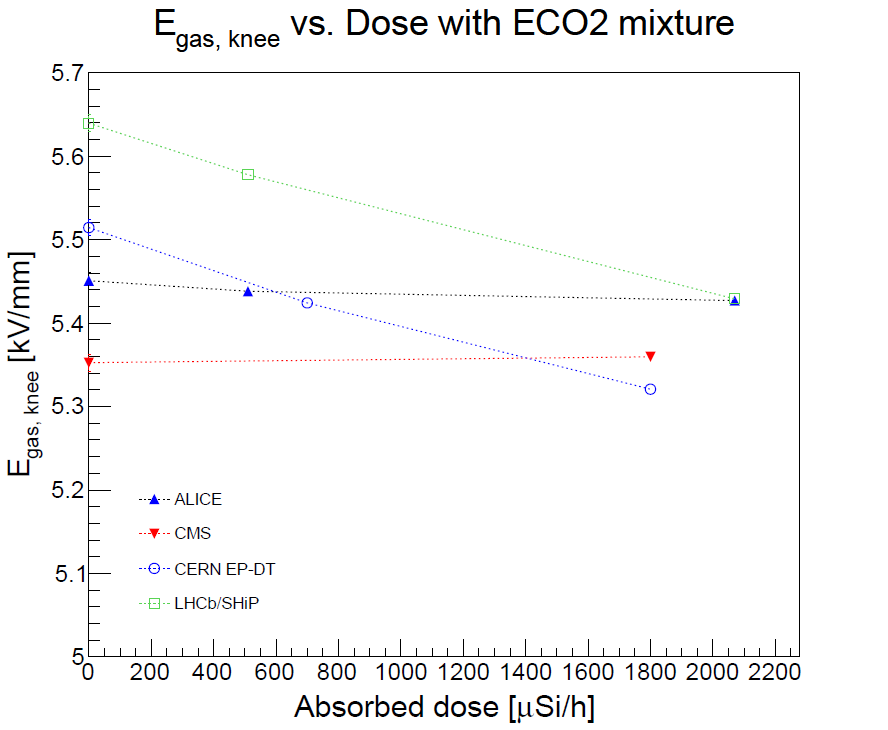 E_gas, knee vs. Dose with ECO2 mixture
E_gas, knee [kV/mm]
5.7
5.6
5.5
5.4
5.3
5.2
5.1
5
ALICE
CMS
CERN EP-DT
LHCb/SHiP
0 200 400 600 800 1000 1200 1400 1600 1800 2000 2200
Absorbed dose [μSi/h]